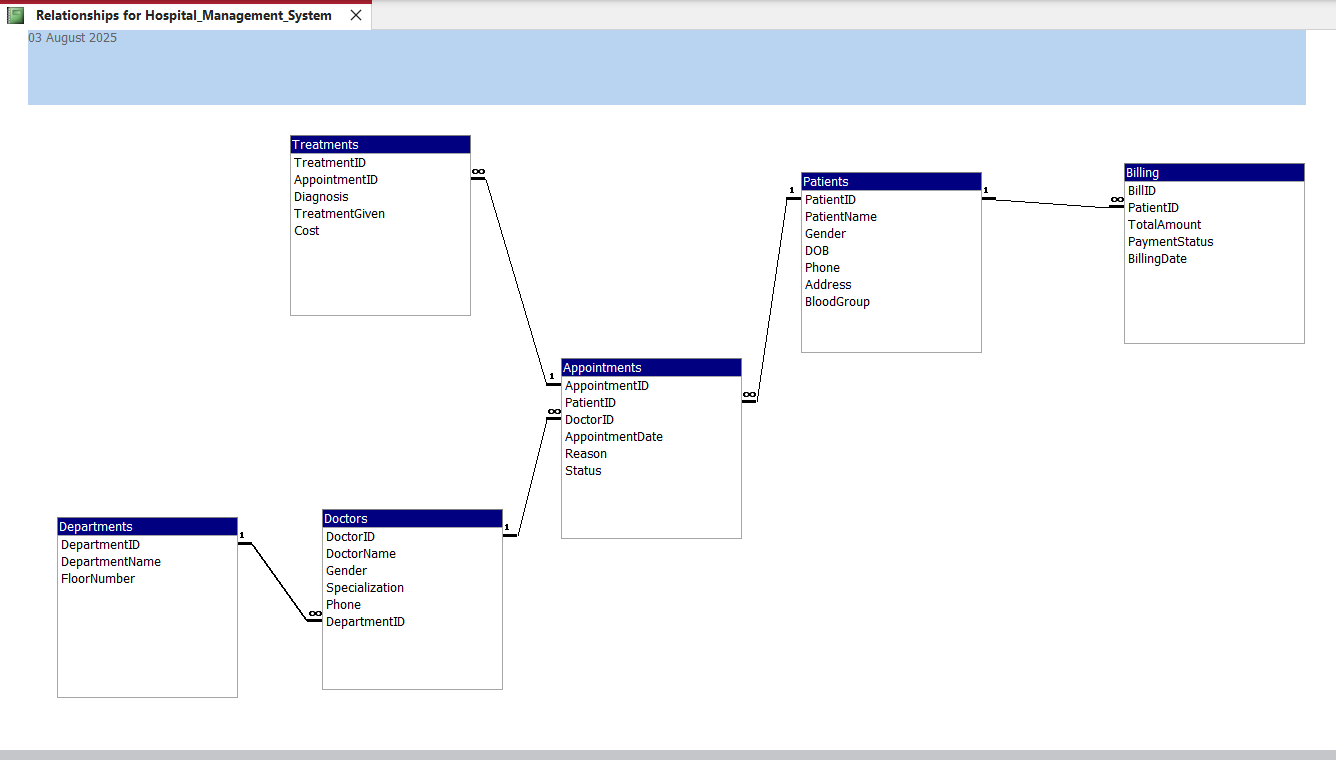 Relationships for Hospital_Management_System
03 August 2025
Treatments
TreatmentID
AppointmentID
Diagnosis
TreatmentGiven
Cost
∞
1
Patients
PatientID
PatientName
Gender
DOB
Phone
Address
BloodGroup
1
1
∞
Billing
BillID
PatientID
TotalAmount
PaymentStatus
BillingDate
∞
1
Appointments
AppointmentID
PatientID
DoctorID
AppointmentDate
Reason
Status
∞
Departments
DepartmentID
DepartmentName
FloorNumber
1
∞
Doctors
DoctorID
DoctorName
Gender
Specialization
Phone
DepartmentID
1